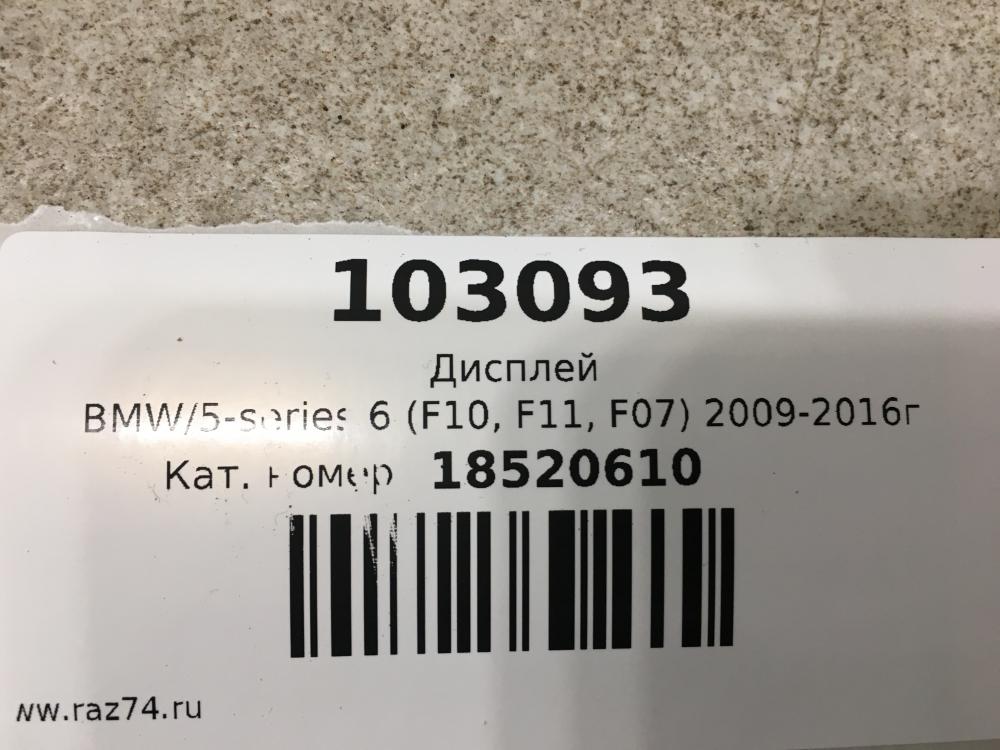 103093
Дисплей
BMW/5-series 6 (F10, F11, F07) 2009-2016г
Кат. номер 18520610
ww.raz74.ru